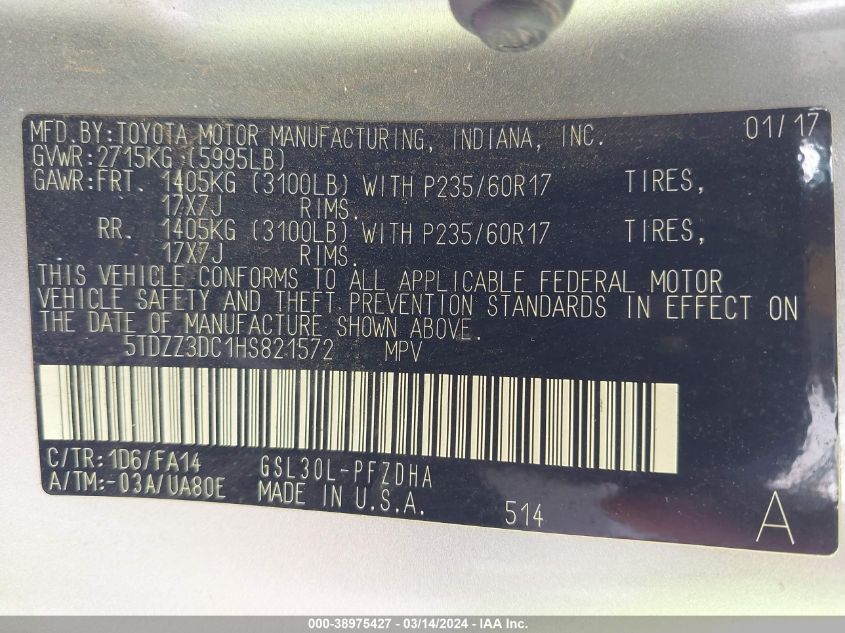 MFD.BY:TOYOTA MOTOR MANUFACTURING, INDIANA, INC. 01/17
GVWR:2715KG (5995LB)
GAWR:FRT. 1405KG (3100LB) WITH P235/60R17 TIRES,
17X7J RIMS.
RR. 1405KG (3100LB) WITH P235/60R17 TIRES,
17X7J RIMS.
THIS VEHICLE CONFORMS TO ALL APPLICABLE FEDERAL MOTOR
VEHICLE SAFETY AND THEFT PREVENTION STANDARDS IN EFFECT ON
THE DATE OF MANUFACTURE SHOWN ABOVE.
5TDZZ3DC1HS821572 MPV
C/TR:1D6/FA14 GSL30L-PFZDHA
A/TM:-03A/UA80E MADE IN U.S.A. 514 A
000-38975427 - 03/14/2024 - IAA Inc.